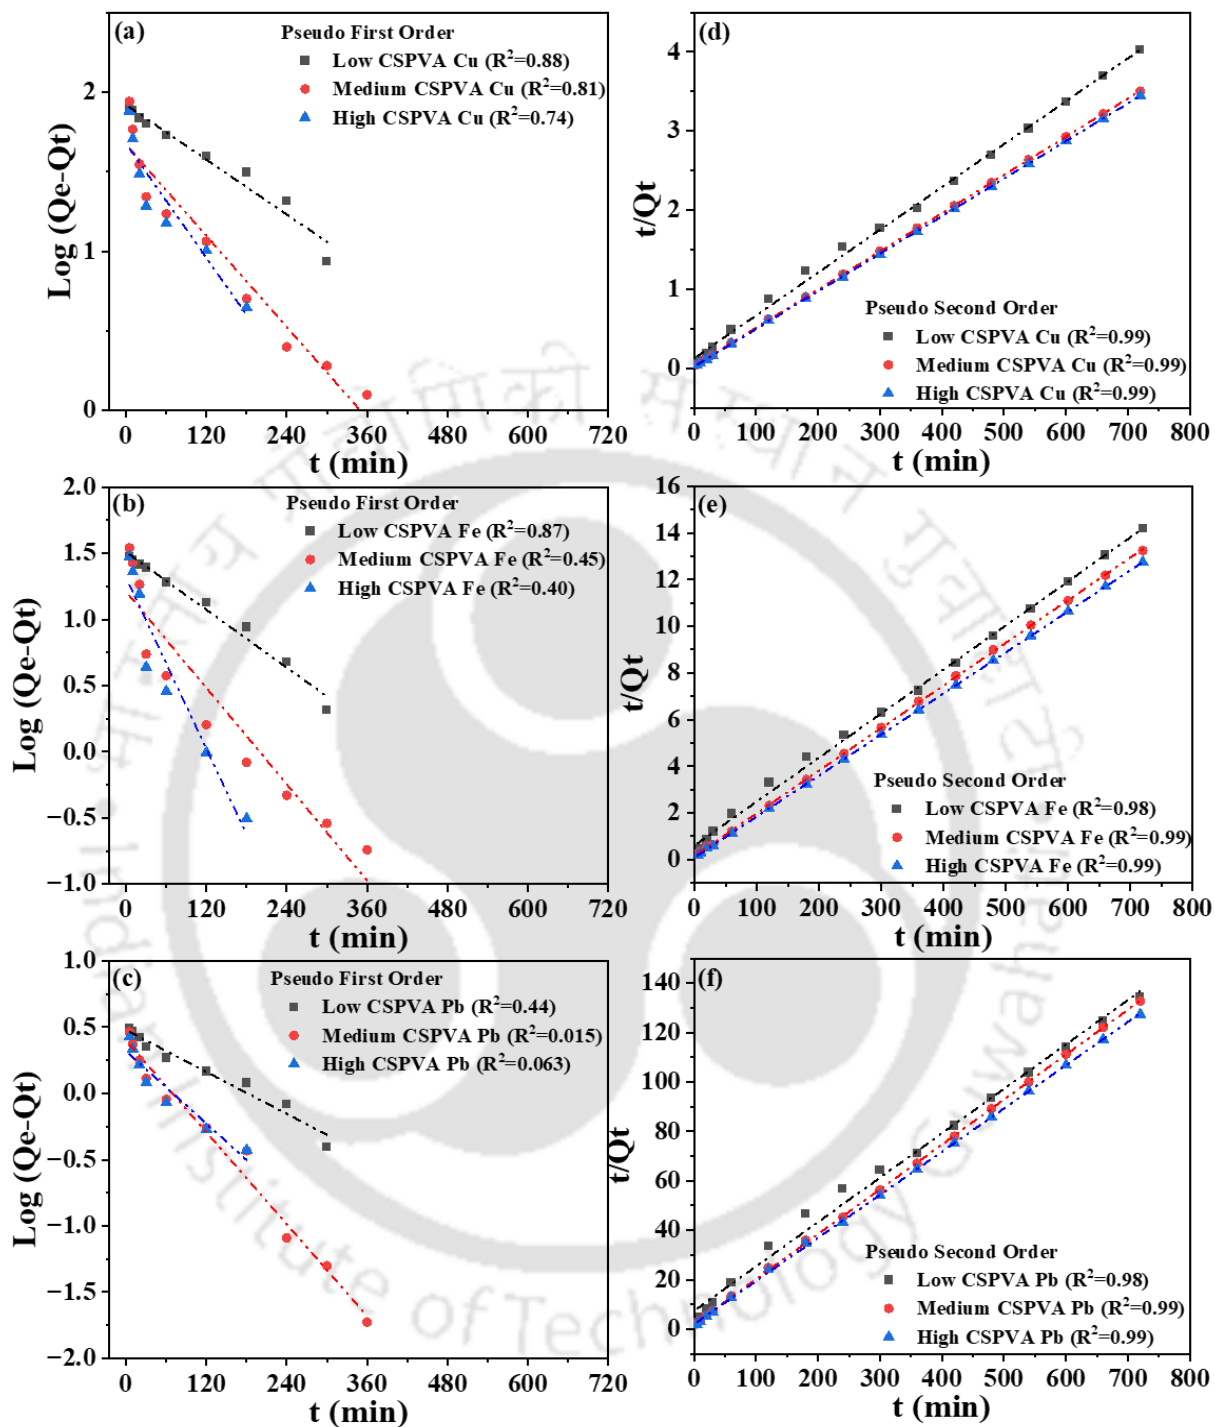 (a)
Pseudo First Order
Low CSPVA Cu (R²=0.88)
Medium CSPVA Cu (R²=0.81)
High CSPVA Cu (R²=0.74)
Log (Qe-Qt)
2
1
0
0 120 240 360 480 600 720
t (min)
(d)
t/Qt
4
3
2
1
0
Pseudo Second Order
Low CSPVA Cu (R²=0.99)
Medium CSPVA Cu (R²=0.99)
High CSPVA Cu (R²=0.99)
0 100 200 300 400 500 600 700 800
t (min)
(b)
Pseudo First Order
Low CSPVA Fe (R²=0.87)
Medium CSPVA Fe (R²=0.45)
High CSPVA Fe (R²=0.40)
Log (Qe-Qt)
2.0
1.5
1.0
0.5
0.0
−0.5
−1.0
0 120 240 360 480 600 720
t (min)
(e)
t/Qt
16
14
12
10
8
6
4
2
0
Pseudo Second Order
Low CSPVA Fe (R²=0.98)
Medium CSPVA Fe (R²=0.99)
High CSPVA Fe (R²=0.99)
0 100 200 300 400 500 600 700 800
t (min)
(c)
Pseudo First Order
Low CSPVA Pb (R²=0.44)
Medium CSPVA Pb (R²=0.015)
High CSPVA Pb (R²=0.063)
Log (Qe-Qt)
1.0
0.5
0.0
−0.5
−1.0
−1.5
−2.0
0 120 240 360 480 600 720
t (min)
(f)
t/Qt
140
120
100
80
60
40
20
0
Pseudo Second Order
Low CSPVA Pb (R²=0.98)
Medium CSPVA Pb (R²=0.99)
High CSPVA Pb (R²=0.99)
0 100 200 300 400 500 600 700 800
t (min)
Indian Institute of Technology Guwahati